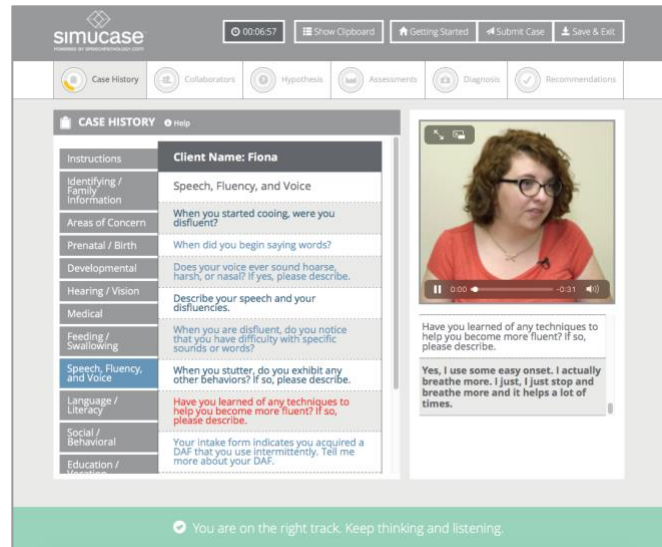 simucase
POWERED BY SPEECHPATHOLOGY.COM
00:06:57
Show Clipboard
Getting Started
Submit Case
Save & Exit
Case History
Collaborators
Hypothesis
Assessments
Diagnosis
Recommendations
CASE HISTORY
Help
Instructions
Identifying /
Family
Information
Areas of Concern
Prenatal / Birth
Developmental
Hearing / Vision
Medical
Feeding /
Swallowing
Speech, Fluency,
and Voice
Language /
Literacy
Social /
Behavioral
Education /
Vocation
Client Name: Fiona
Speech, Fluency, and Voice
When you started cooing, were you
disfluent?
When did you begin saying words?
Does your voice ever sound hoarse,
harsh, or nasal? If yes, please describe.
Describe your speech and your
disfluencies.
When you are disfluent, do you notice
that you have difficulty with specific
sounds or words?
When you stutter, do you exhibit any
other behaviors? If so, please describe.
Have you learned of any techniques to
help you become more fluent? If so,
please describe.
Your intake form indicates you acquired a
DAF that you use intermittently. Tell me
more about your DAF.
0:00
-0:31
Have you learned of any techniques to
help you become more fluent? If so,
please describe.
Yes, I use some easy onset. I actually
breathe more. I just, I just stop and
breathe more and it helps a lot of
times.
You are on the right track. Keep thinking and listening.